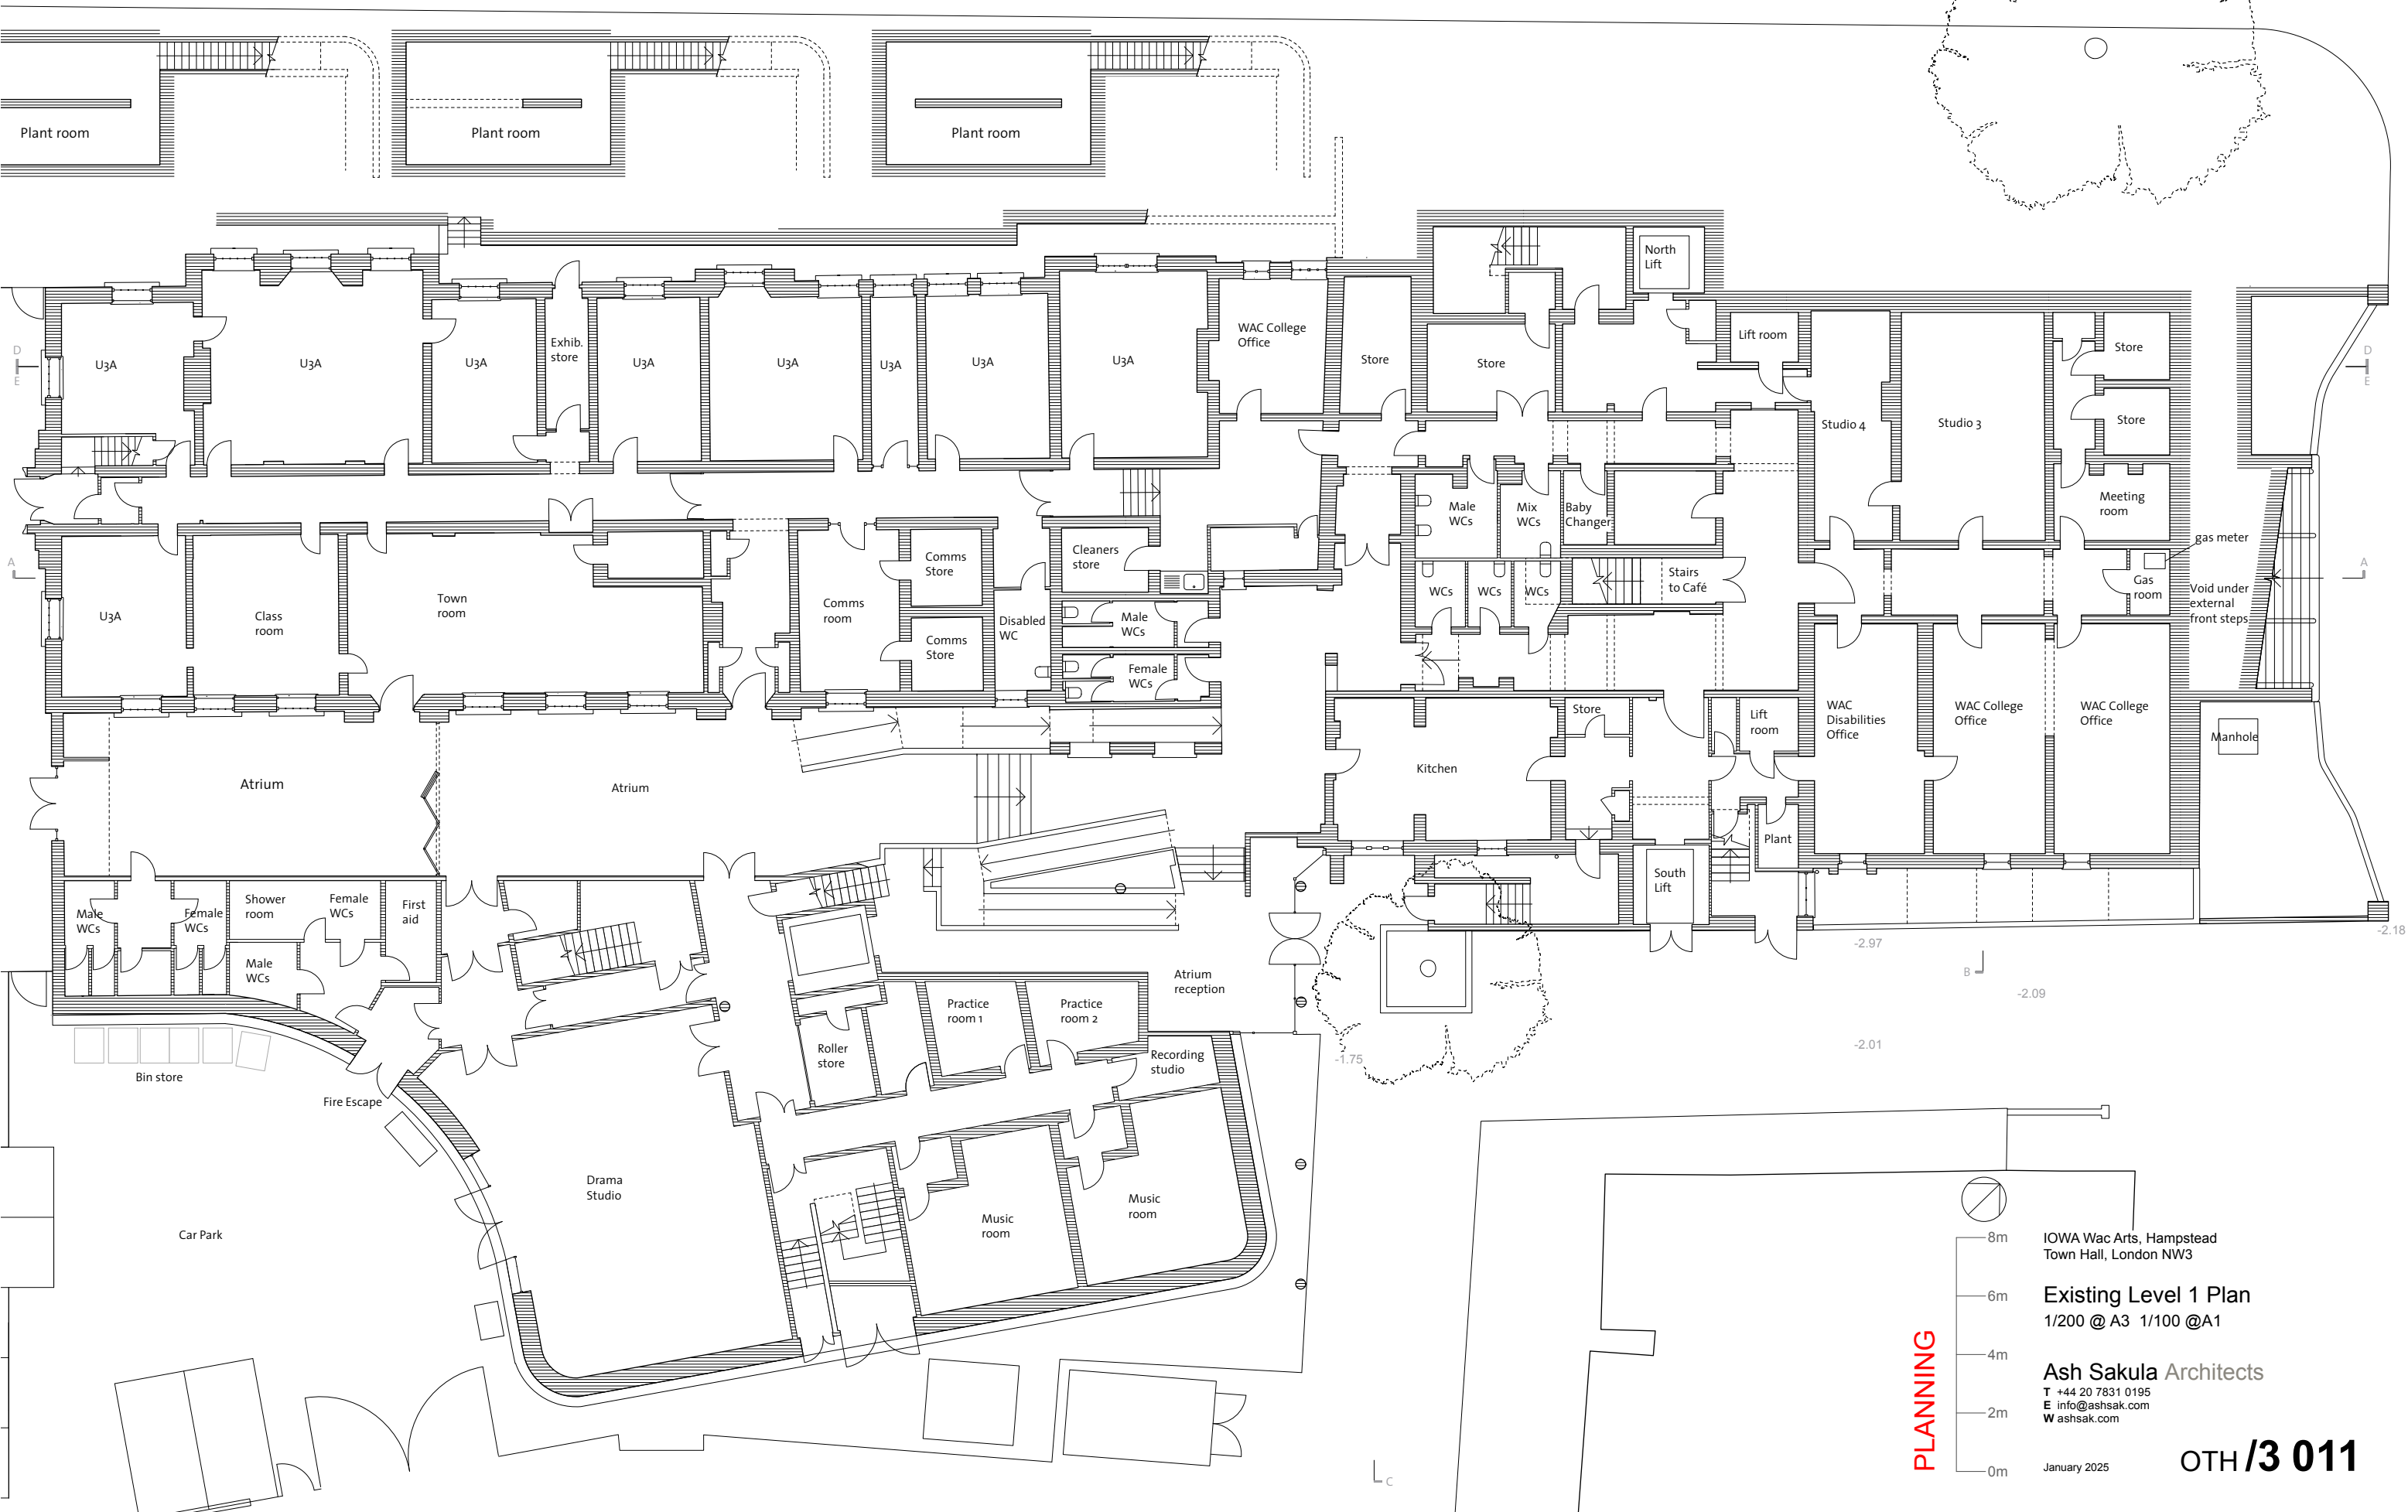 Plant room
Plant room
Plant room
North
Lift
D
E
U3A
U3A
U3A
Exhib.
store
U3A
U3A
U3A
U3A
U3A
WAC College
Office
Store
Store
Lift room
Studio 4
Studio 3
Store
Store
D
E
Male
WCs
Mix
WCs
Baby
Changer
Meeting
room
gas meter
A
U3A
Class
room
Town
room
Comms
room
Comms
Store
Comms
Store
Disabled
WC
Cleaners
store
Male
WCs
Female
WCs
WCs
WCs
WCs
Stairs
to Café
Gas
room
Void under
external
front steps
A
Atrium
Atrium
Kitchen
Store
Lift
room
WAC
Disabilities
Office
WAC College
Office
WAC College
Office
Manhole
Plant
South
Lift
Male
WCs
Female
WCs
Shower
room
Female
WCs
First
aid
Male
WCs
Atrium
reception
-2.97
-2.18
B
-2.09
-2.01
-1.75
Practice
room 1
Practice
room 2
Roller
store
Recording
studio
Bin store
Fire Escape
Drama
Studio
Music
room
Music
room
Car Park
C
PLANNING
8m
6m
4m
2m
0m
IOWA Wac Arts, Hampstead
Town Hall, London NW3
Existing Level 1 Plan
1/200 @ A3 1/100 @A1
Ash Sakula Architects
T +44 20 7831 0195
E info@ashsak.com
W ashsak.com
January 2025
OTH /3 011